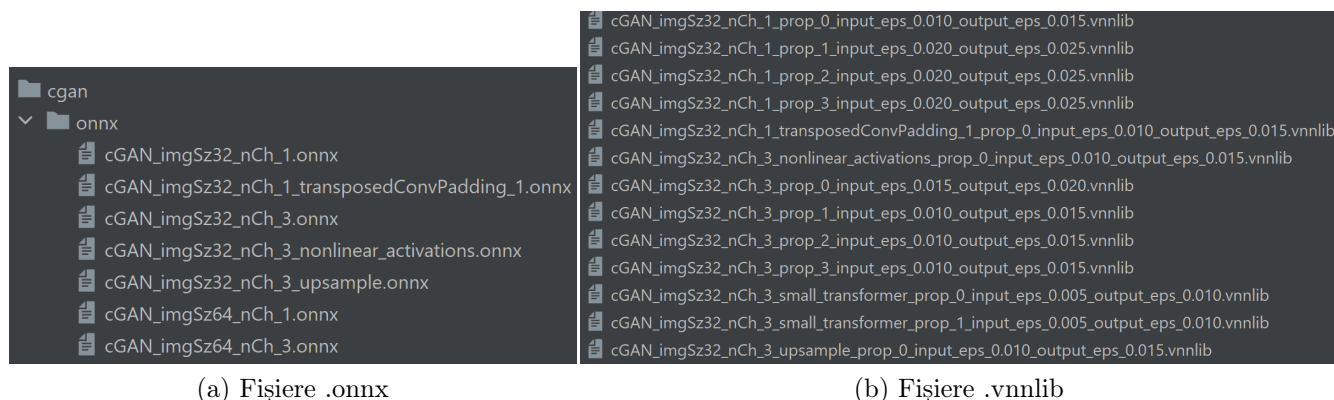 cgan
onnx
cGAN_imgSz32_nCh_1.onnx
cGAN_imgSz32_nCh_1_transposedConvPadding_1.onnx
cGAN_imgSz32_nCh_3.onnx
cGAN_imgSz32_nCh_3_nonlinear_activations.onnx
cGAN_imgSz32_nCh_3_upsample.onnx
cGAN_imgSz64_nCh_1.onnx
cGAN_imgSz64_nCh_3.onnx
(a) Fișiere .onnx
cGAN_imgSz32_nCh_1_prop_0_input_eps_0.010_output_eps_0.015.vnnlib
cGAN_imgSz32_nCh_1_prop_1_input_eps_0.020_output_eps_0.025.vnnlib
cGAN_imgSz32_nCh_1_prop_2_input_eps_0.020_output_eps_0.025.vnnlib
cGAN_imgSz32_nCh_1_prop_3_input_eps_0.020_output_eps_0.025.vnnlib
cGAN_imgSz32_nCh_1_transposedConvPadding_1_prop_0_input_eps_0.010_output_eps_0.015.vnnlib
cGAN_imgSz32_nCh_3_nonlinear_activations_prop_0_input_eps_0.010_output_eps_0.015.vnnlib
cGAN_imgSz32_nCh_3_prop_0_input_eps_0.015_output_eps_0.020.vnnlib
cGAN_imgSz32_nCh_3_prop_1_input_eps_0.010_output_eps_0.015.vnnlib
cGAN_imgSz32_nCh_3_prop_2_input_eps_0.010_output_eps_0.015.vnnlib
cGAN_imgSz32_nCh_3_prop_3_input_eps_0.010_output_eps_0.015.vnnlib
cGAN_imgSz32_nCh_3_small_transformer_prop_0_input_eps_0.005_output_eps_0.010.vnnlib
cGAN_imgSz32_nCh_3_small_transformer_prop_1_input_eps_0.005_output_eps_0.010.vnnlib
cGAN_imgSz32_nCh_3_upsample_prop_0_input_eps_0.010_output_eps_0.015.vnnlib
(b) Fișiere .vnnlib